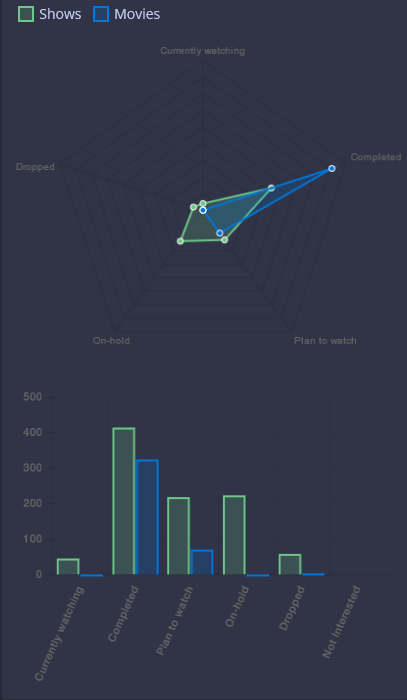 Shows Movies
Currently watching
Completed
Dropped
On-hold
Plan to watch
500
400
300
200
100
0
Currently watching
Completed
Plan to watch
On-hold
Dropped
Not Interested